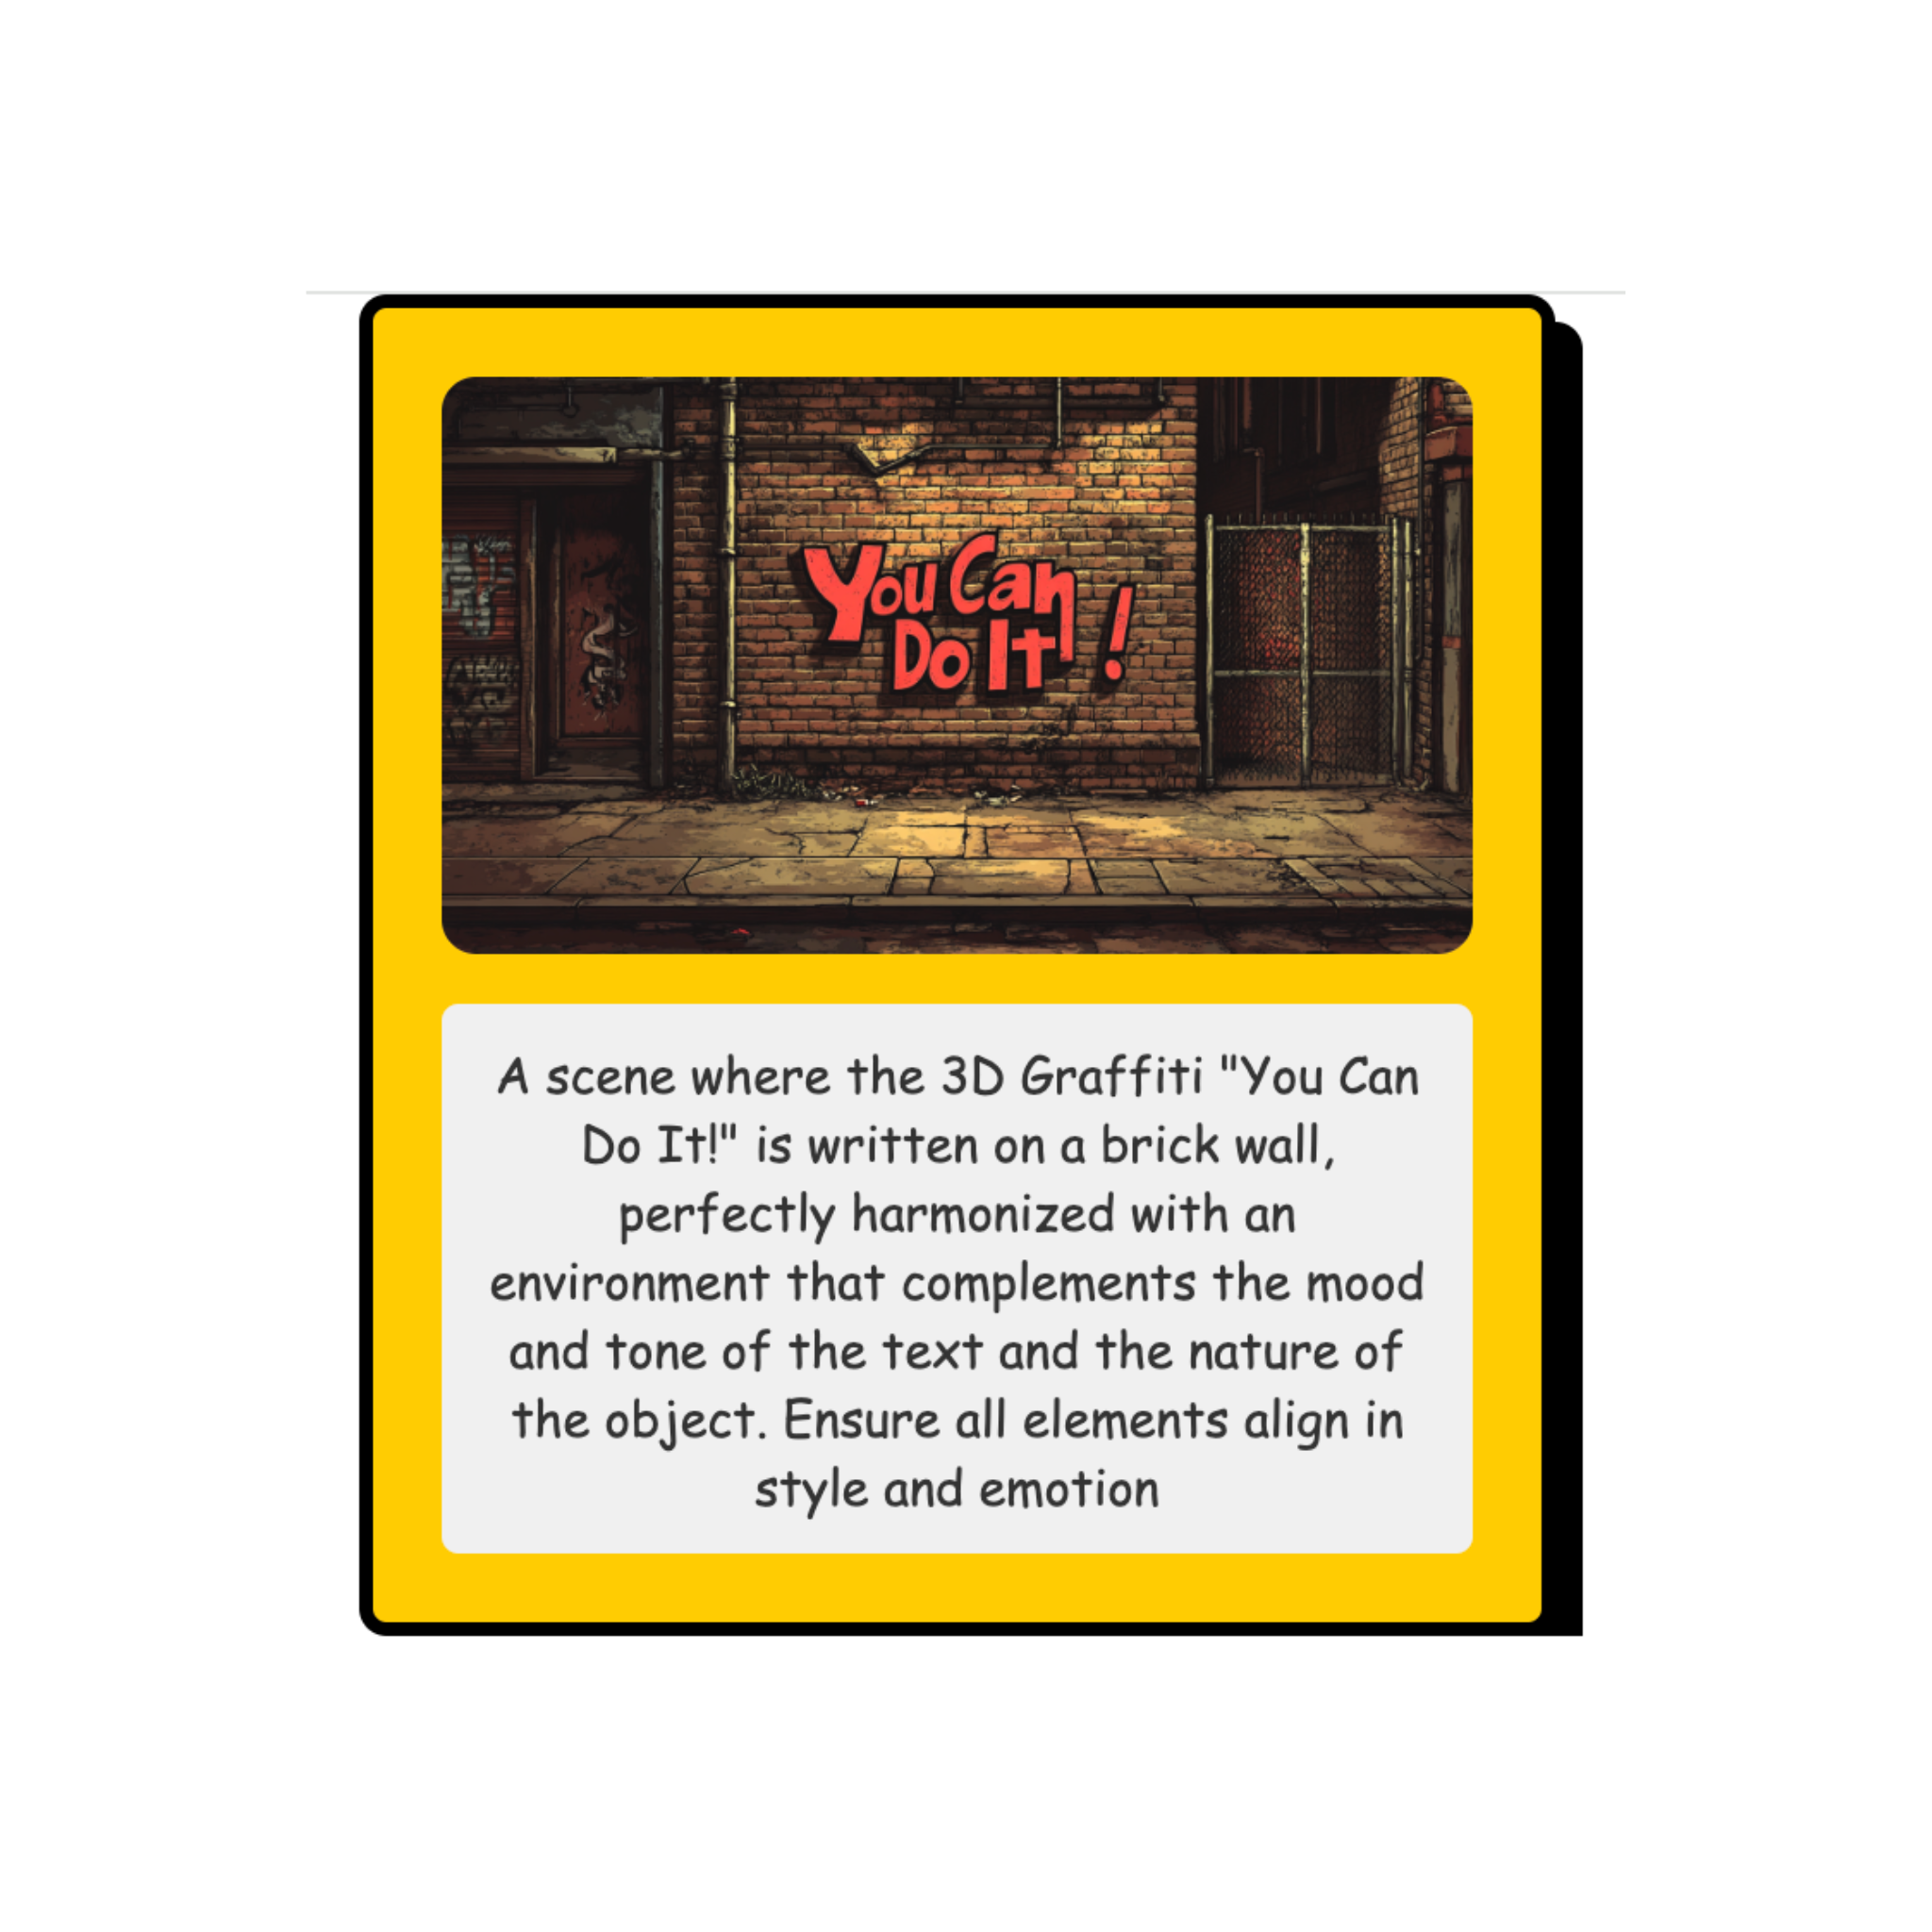 You Can
Do It !
A scene where the 3D Graffiti "You Can
Do It!" is written on a brick wall,
perfectly harmonized with an
environment that complements the mood
and tone of the text and the nature of
the object. Ensure all elements align in
style and emotion